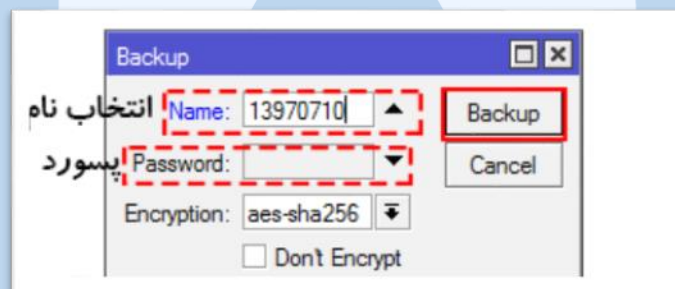 Backup
انتخاب نام Name: 13970710 Backup
پسورد Password: Cancel
Encryption: aes-sha256
Don't Encrypt